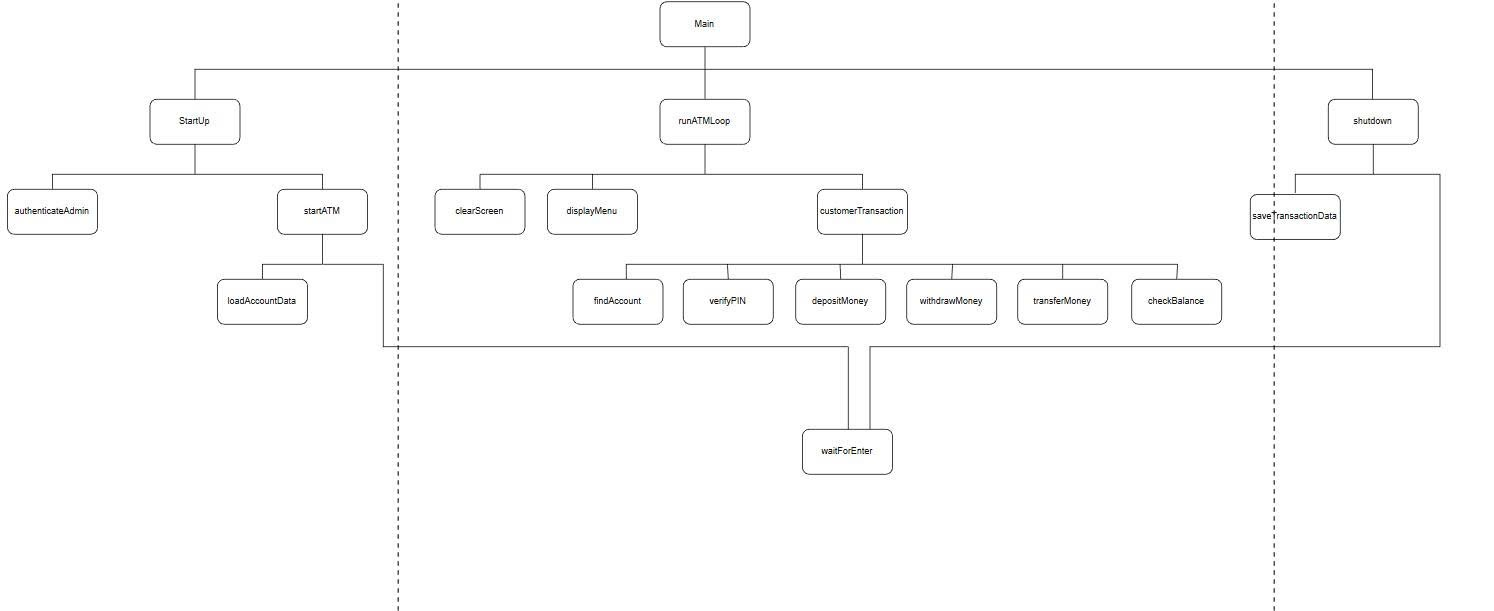 Main
StartUp
runATMLoop
shutdown
authenticateAdmin
startATM
clearScreen
displayMenu
customerTransaction
saveTransactionData
loadAccountData
findAccount
verifyPIN
depositMoney
withdrawMoney
transferMoney
checkBalance
waitForEnter